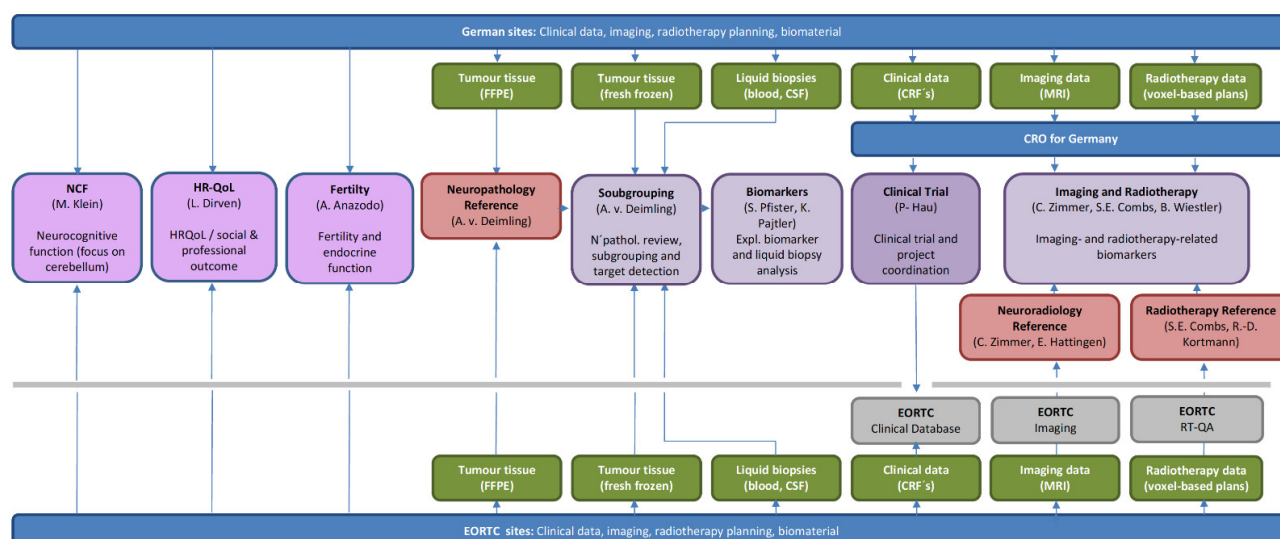 German sites: Clinical data, imaging, radiotherapy planning, biomaterial
Tumour tissue
(FFPE)
Tumour tissue
(fresh frozen)
Liquid biopsies
(blood, CSF)
Clinical data
(CRF´s)
Imaging data
(MRI)
Radiotherapy data
(voxel-based plans)
CRO for Germany
NCF
(M. Klein)
Neurocognitive
function (focus on
cerebellum)
HR-QoL
(L. Dirven)
HRQoL / social &
professional
outcome
Fertilty
(A. Anazodo)
Fertility and
endocrine
function
Neuropathology
Reference
(A. v. Deimling)
Soubgrouping
(A. v. Deimling)
N´pathol. review,
subgrouping and
target detection
Biomarkers
(S. Pfister, K.
Pajtler)
Expl. biomarker
and liquid biopsy
analysis
Clinical Trial
(P- Hau)
Clinical trial and
project
coordination
Imaging and Radiotherapy
(C. Zimmer, S.E. Combs, B. Wiestler)
Imaging- and radiotherapy-related
biomarkers
Neuroradiology
Reference
(C. Zimmer, E. Hattingen)
Radiotherapy Reference
(S.E. Combs, R.-D.
Kortmann)
EORTC
Clinical Database
EORTC
Imaging
EORTC
RT-QA
Tumour tissue
(FFPE)
Tumour tissue
(fresh frozen)
Liquid biopsies
(blood, CSF)
Clinical data
(CRF´s)
Imaging data
(MRI)
Radiotherapy data
(voxel-based plans)
EORTC sites: Clinical data, imaging, radiotherapy planning, biomaterial